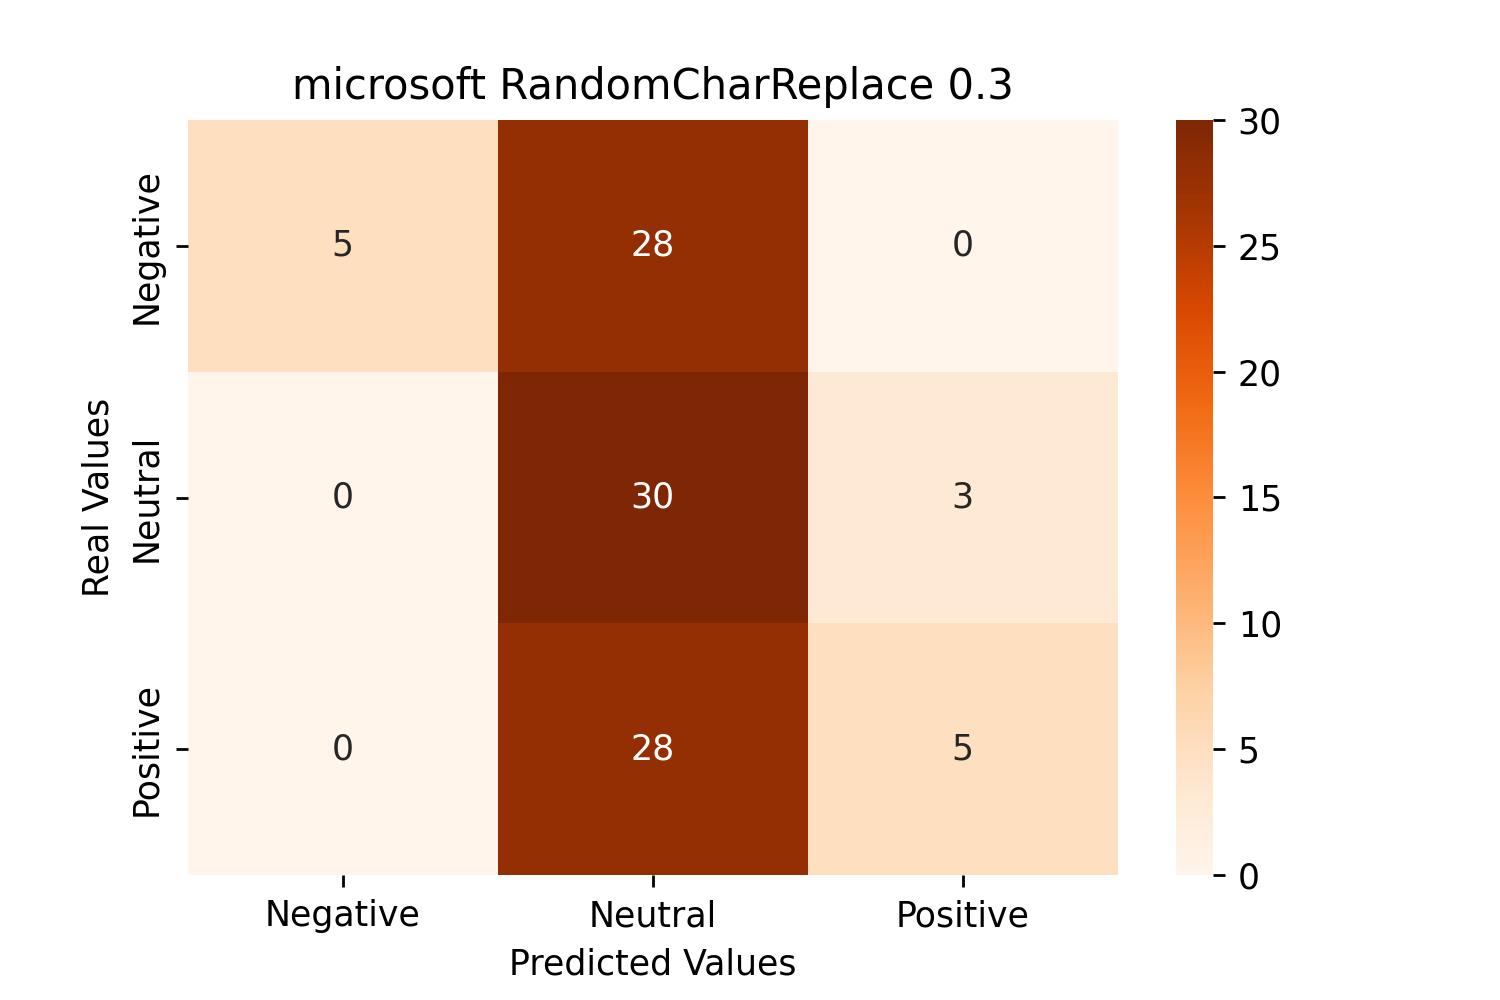 microsoft RandomCharReplace 0.3
Real Values
Negative
5 28 0
Neutral
0 30 3
Positive
0 28 5
Negative Neutral Positive
Predicted Values
30
25
20
15
10
5
0